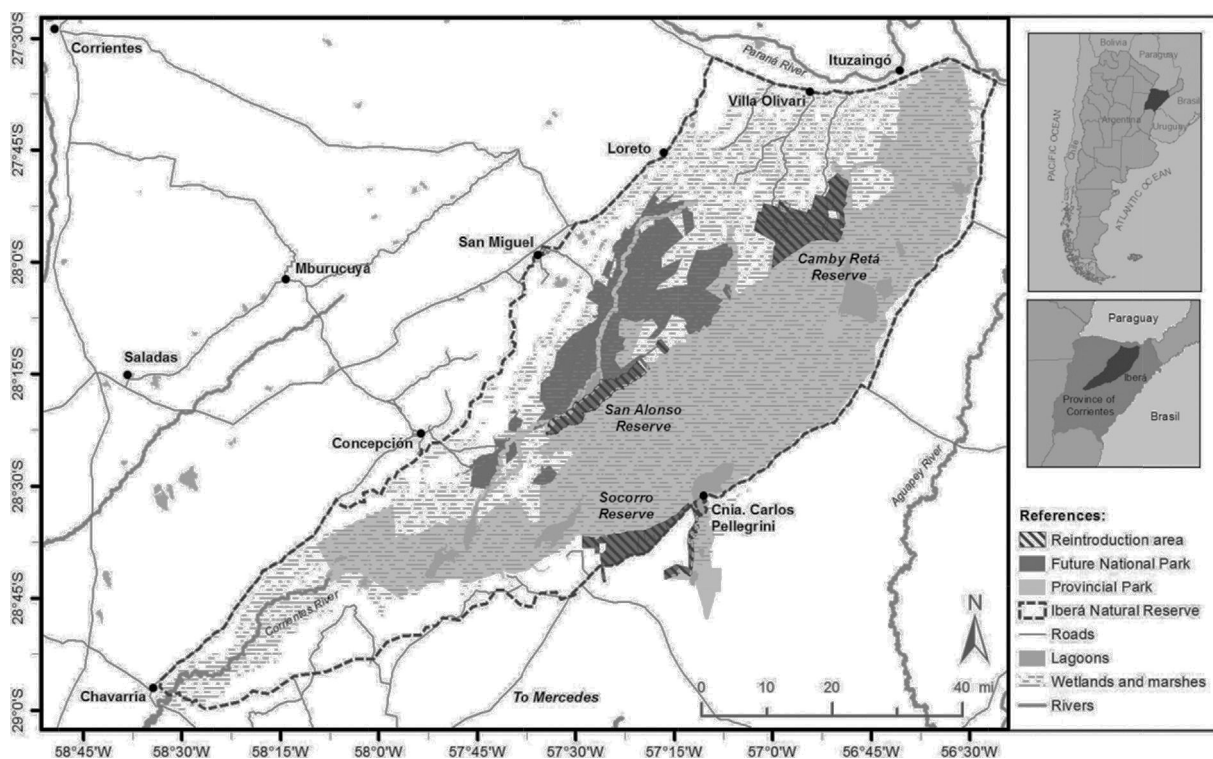 27°30'S
27°45'S
28°0'S
28°15'S
28°30'S
28°45'S
29°0'S
58°45'W
58°30'W
58°15'W
58°0'W
57°45'W
57°30'W
57°15'W
57°0'W
56°45'W
56°30'W
Corrientes
Paraná River
Ituzaingó
Villa Olivari
Loreto
San Miguel
Mburucuyá
Camby Retá
Reserve
Saladas
San Alonso
Reserve
Concepción
Socorro
Reserve
Cnia. Carlos
Pellegrini
Aguapey River
Corrientes River
Chavarria
To Mercedes
N
0
10
20
40 mi
Bolivia
Paraguay
Brasil
Argentina
Uruguay
Chile
PACIFIC OCEAN
ATLANTIC OCEAN
Paraguay
Iberá
Province of
Corrientes
Brasil
References:
Reintroduction area
Future National Park
Provincial Park
Iberá Natural Reserve
Roads
Lagoons
Wetlands and marshes
Rivers